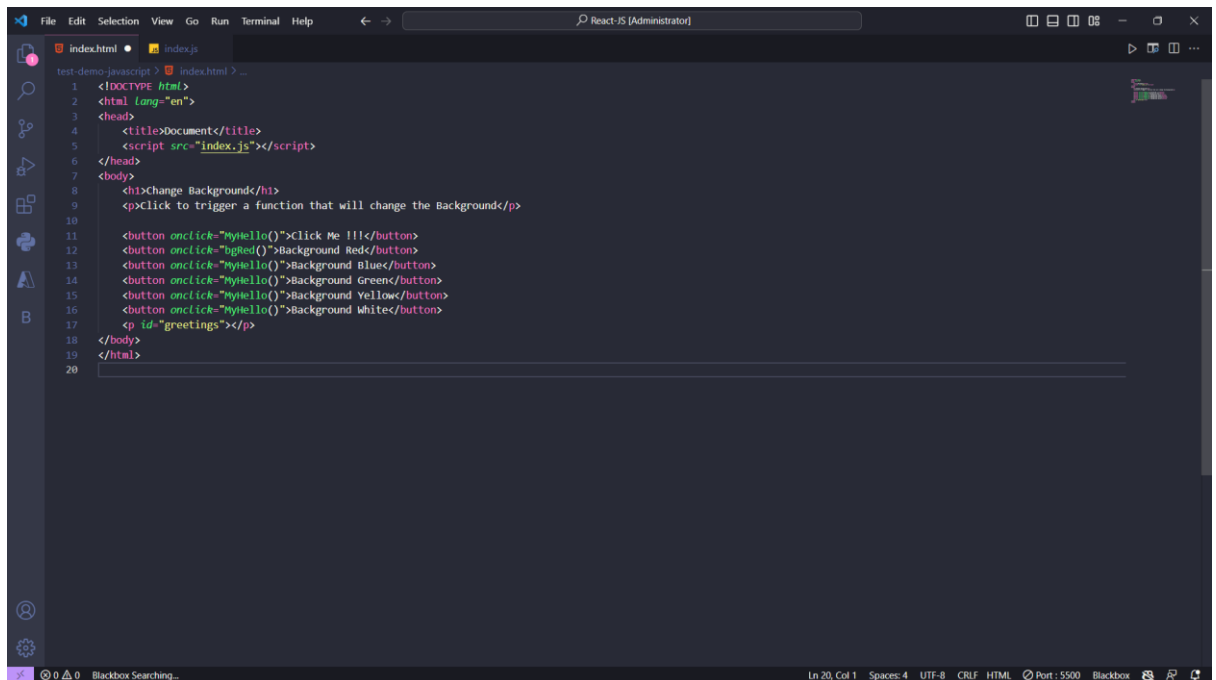 File Edit Selection View Go Run Terminal Help
React-JS [Administrator]
index.html
JS index.js
1
test-demo-javascript > index.html > ...
1 <!DOCTYPE html>
2 <html lang="en">
3 <head>
4 <title>Document</title>
5 <script src="index.js"></script>
6 </head>
7 <body>
8 <h1>Change Background</h1>
9 <p>Click to trigger a function that will change the Background</p>
10
11 <button onclick="MyHello()">Click Me !!!</button>
12 <button onclick="bgRed()">Background Red</button>
13 <button onclick="MyHello()">Background Blue</button>
14 <button onclick="MyHello()">Background Green</button>
15 <button onclick="MyHello()">Background Yellow</button>
16 <button onclick="MyHello()">Background White</button>
17 <p id="greetings"></p>
18 </body>
19 </html>
20
B
0 0 Blackbox Searching... Ln 20, Col 1 Spaces: 4 UTF-8 CRLF HTML Port : 5500 Blackbox